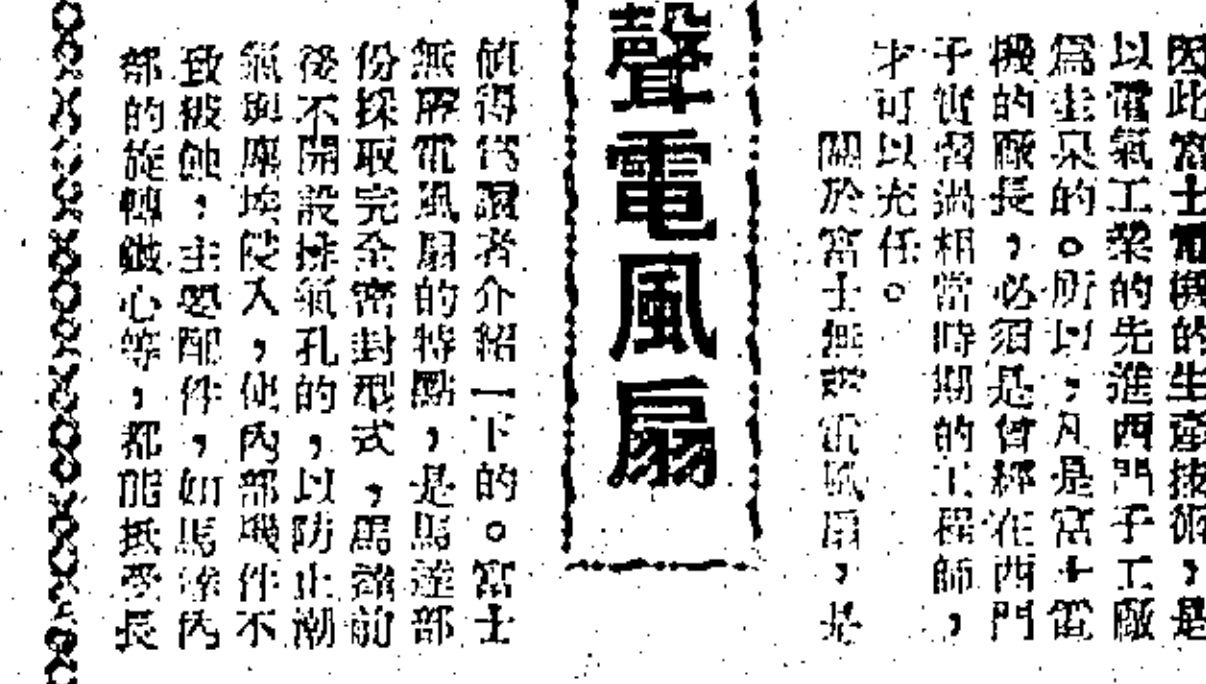 因此富士電機的生產技術，是
以電氣工業的先進西門子工廠
爲圭臬的。所以，凡是富士電
機的廠長，必須是曾經在西門
子實習過相當時期的工程師，
才可以充任。
關於富士無聲電風扇，是
聲電風扇
値得爲讀者介紹一下的。富士
無聲電風扇的特點，是馬達部
份採取完全密封型式，馬達前
後不開設排氣孔的，以防止潮
氣與塵埃侵入，使內部機件不
致被蝕，主要配件，如馬達內
部的旋轉鐵心等，都能抵受長